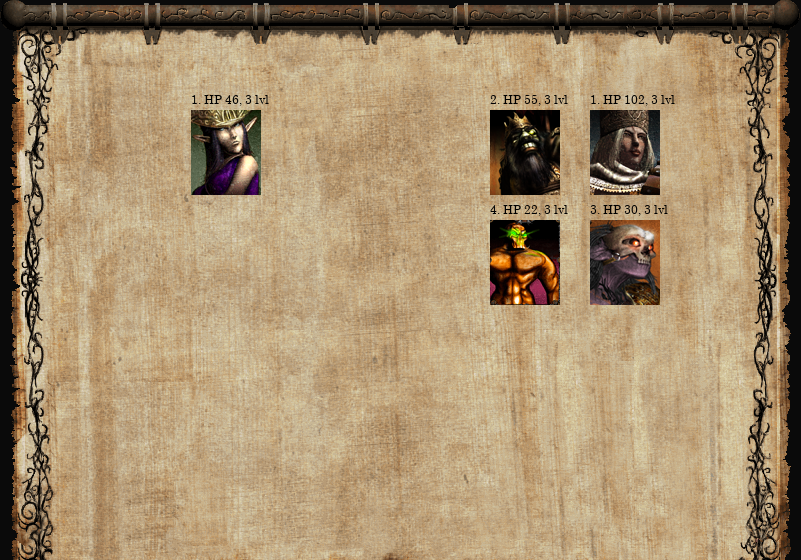 1. HP 46, 3 lvl
2. HP 55, 3 lvl
1. HP 102, 3 lvl
4. HP 22, 3 lvl
3. HP 30, 3 lvl